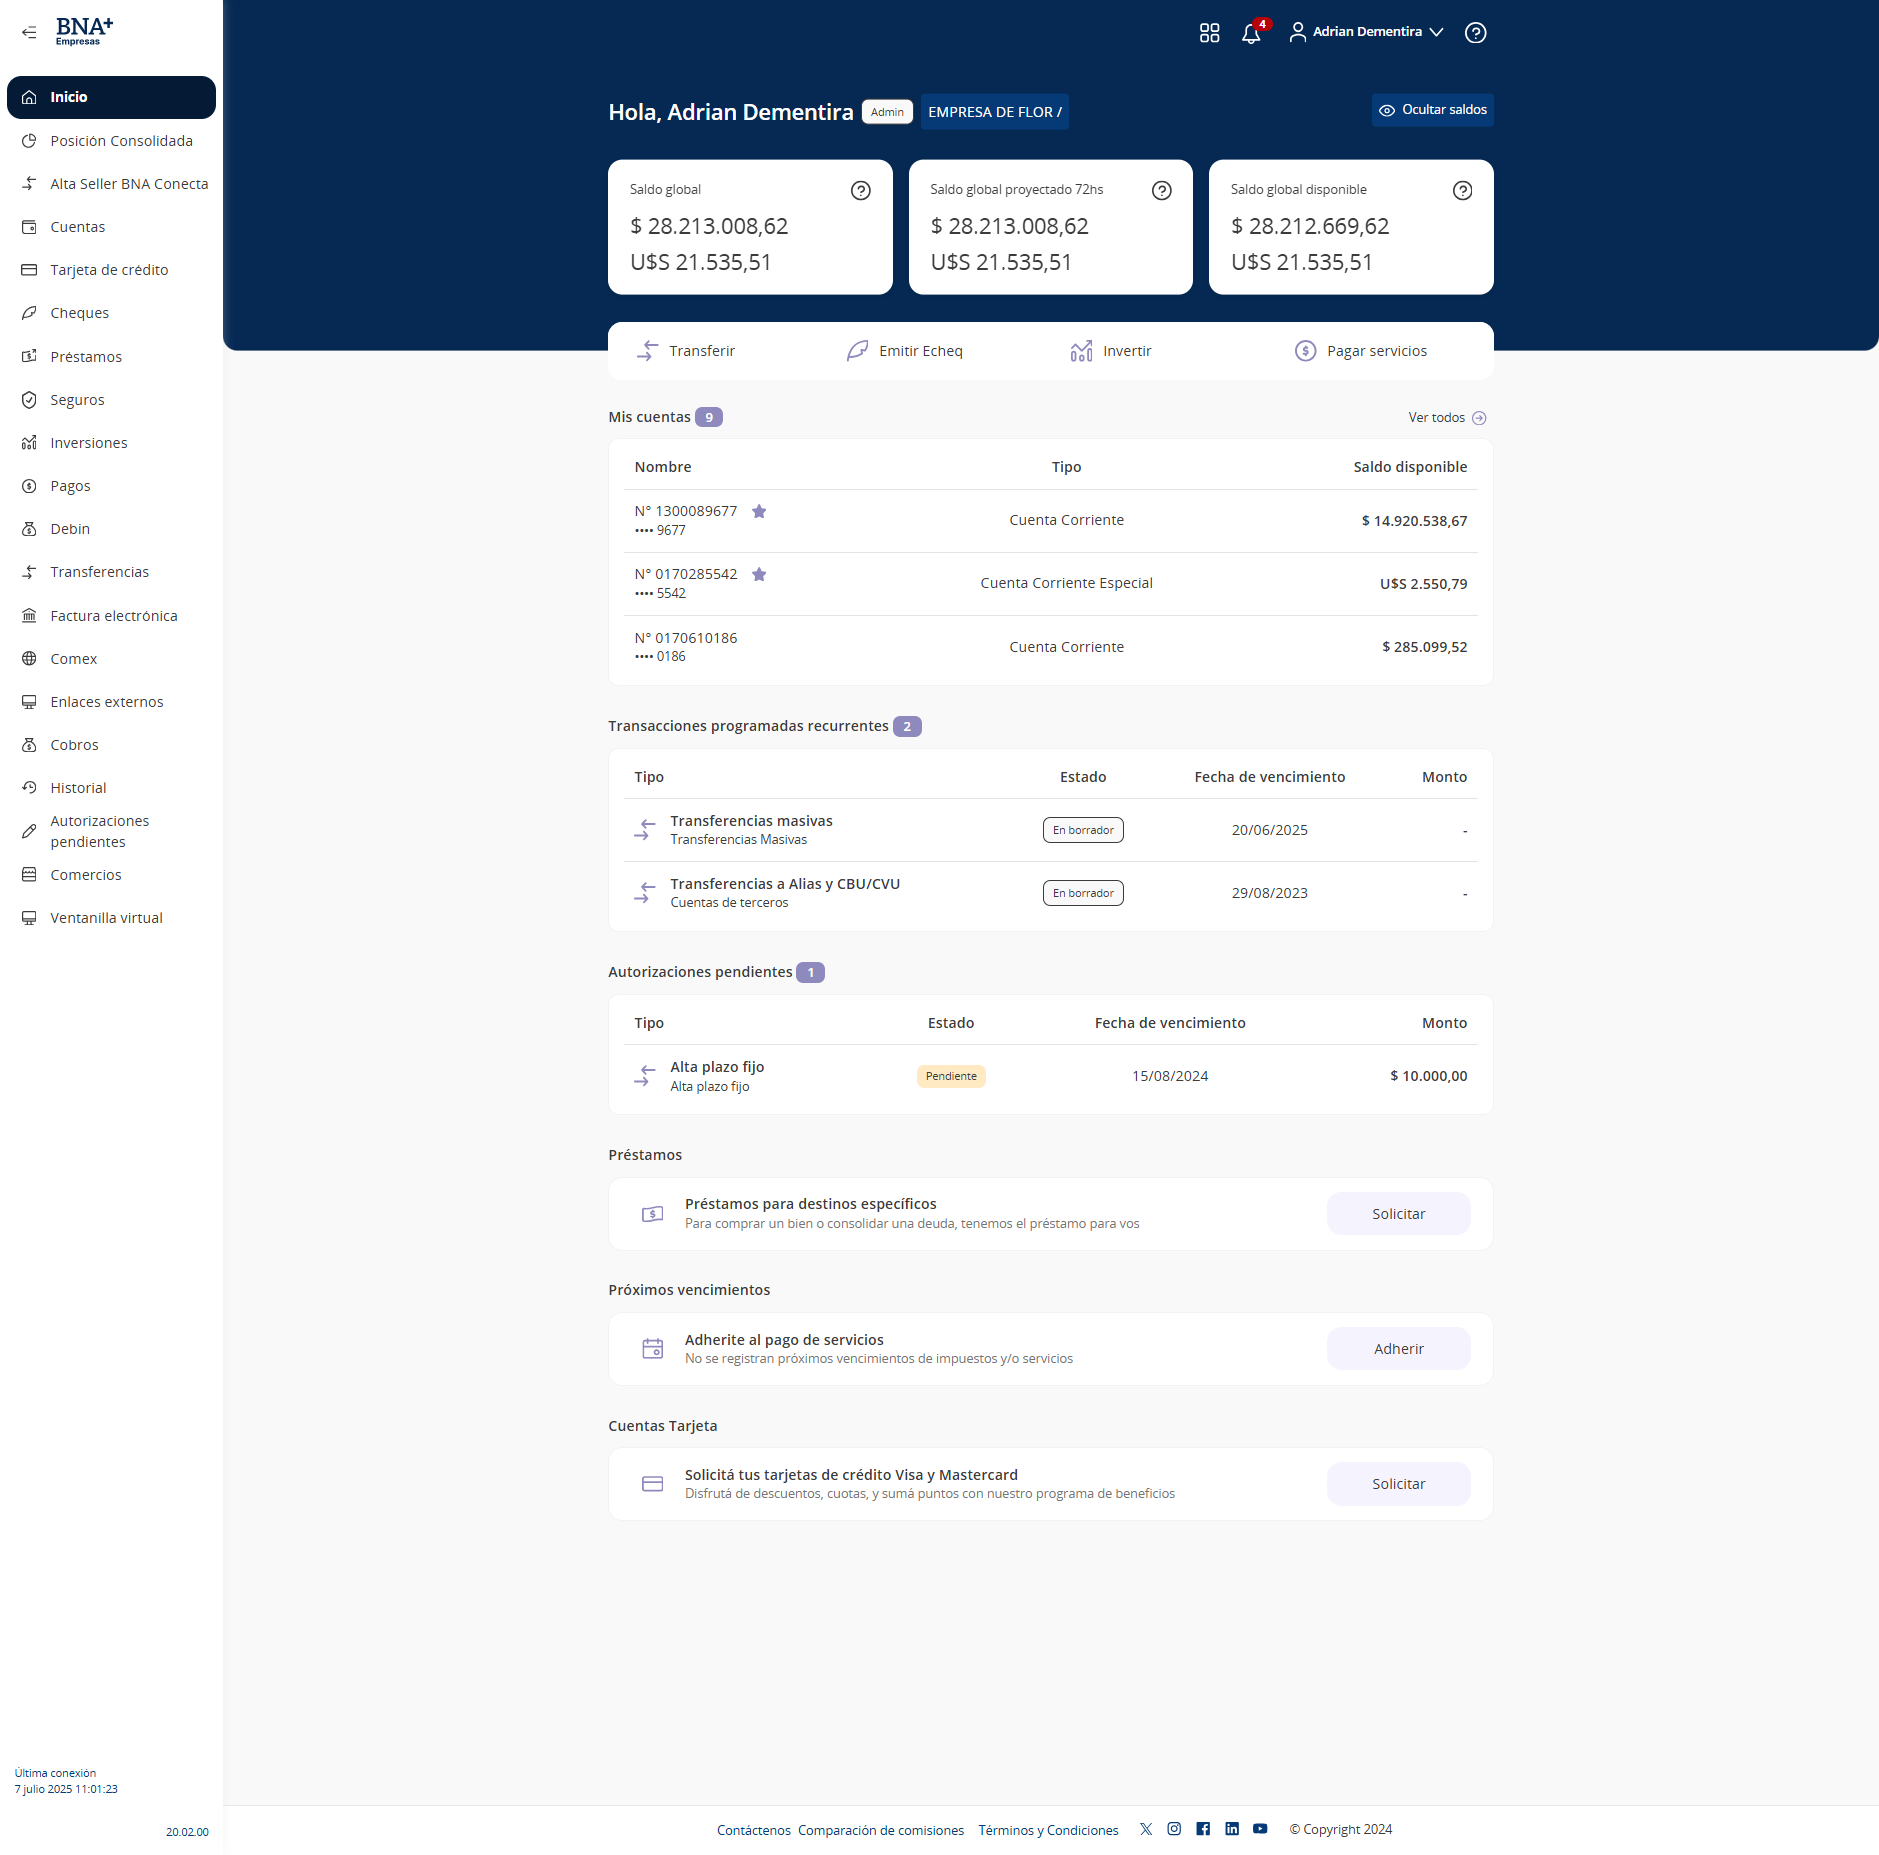 BNA+
Empresas
Inicio
Posición Consolidada
Alta Seller BNA Conecta
Cuentas
Tarjeta de crédito
Cheques
Préstamos
Seguros
Inversiones
Pagos
Debin
Transferencias
Factura electrónica
Comex
Enlaces externos
Cobros
Historial
Autorizaciones
pendientes
Comercios
Ventanilla virtual
Última conexión
7 julio 2025 11:01:23
20.02.00
4
Adrian Dementira
Hola, Adrian Dementira Admin EMPRESA DE FLOR /
Ocultar saldos
Saldo global
$ 28.213.008,62
U$S 21.535,51
Saldo global proyectado 72hs
$ 28.213.008,62
U$S 21.535,51
Saldo global disponible
$ 28.212.669,62
U$S 21.535,51
Transferir
Emitir Echeq
Invertir
Pagar servicios
Mis cuentas 9
Ver todos
Nombre Tipo Saldo disponible
N° 1300089677
•••• 9677
Cuenta Corriente
$ 14.920.538,67
N° 0170285542
•••• 5542
Cuenta Corriente Especial
U$S 2.550,79
N° 0170610186
•••• 0186
Cuenta Corriente
$ 285.099,52
Transacciones programadas recurrentes 2
Tipo Estado Fecha de vencimiento Monto
Transferencias masivas
Transferencias Masivas
En borrador
20/06/2025
-
Transferencias a Alias y CBU/CVU
Cuentas de terceros
En borrador
29/08/2023
-
Autorizaciones pendientes 1
Tipo Estado Fecha de vencimiento Monto
Alta plazo fijo
Alta plazo fijo
Pendiente
15/08/2024
$ 10.000,00
Préstamos
Préstamos para destinos específicos
Para comprar un bien o consolidar una deuda, tenemos el préstamo para vos
Solicitar
Próximos vencimientos
Adherite al pago de servicios
No se registran próximos vencimientos de impuestos y/o servicios
Adherir
Cuentas Tarjeta
Solicitá tus tarjetas de crédito Visa y Mastercard
Disfrutá de descuentos, cuotas, y sumá puntos con nuestro programa de beneficios
Solicitar
Contáctenos Comparación de comisiones Términos y Condiciones © Copyright 2024